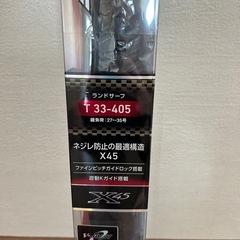 ランドサーフ
T 33-405
錘負荷:27〜35号
ネジレ防止の最適構造
X45
ファインピッチガイドロック搭載
遊動Kガイド搭載
X45